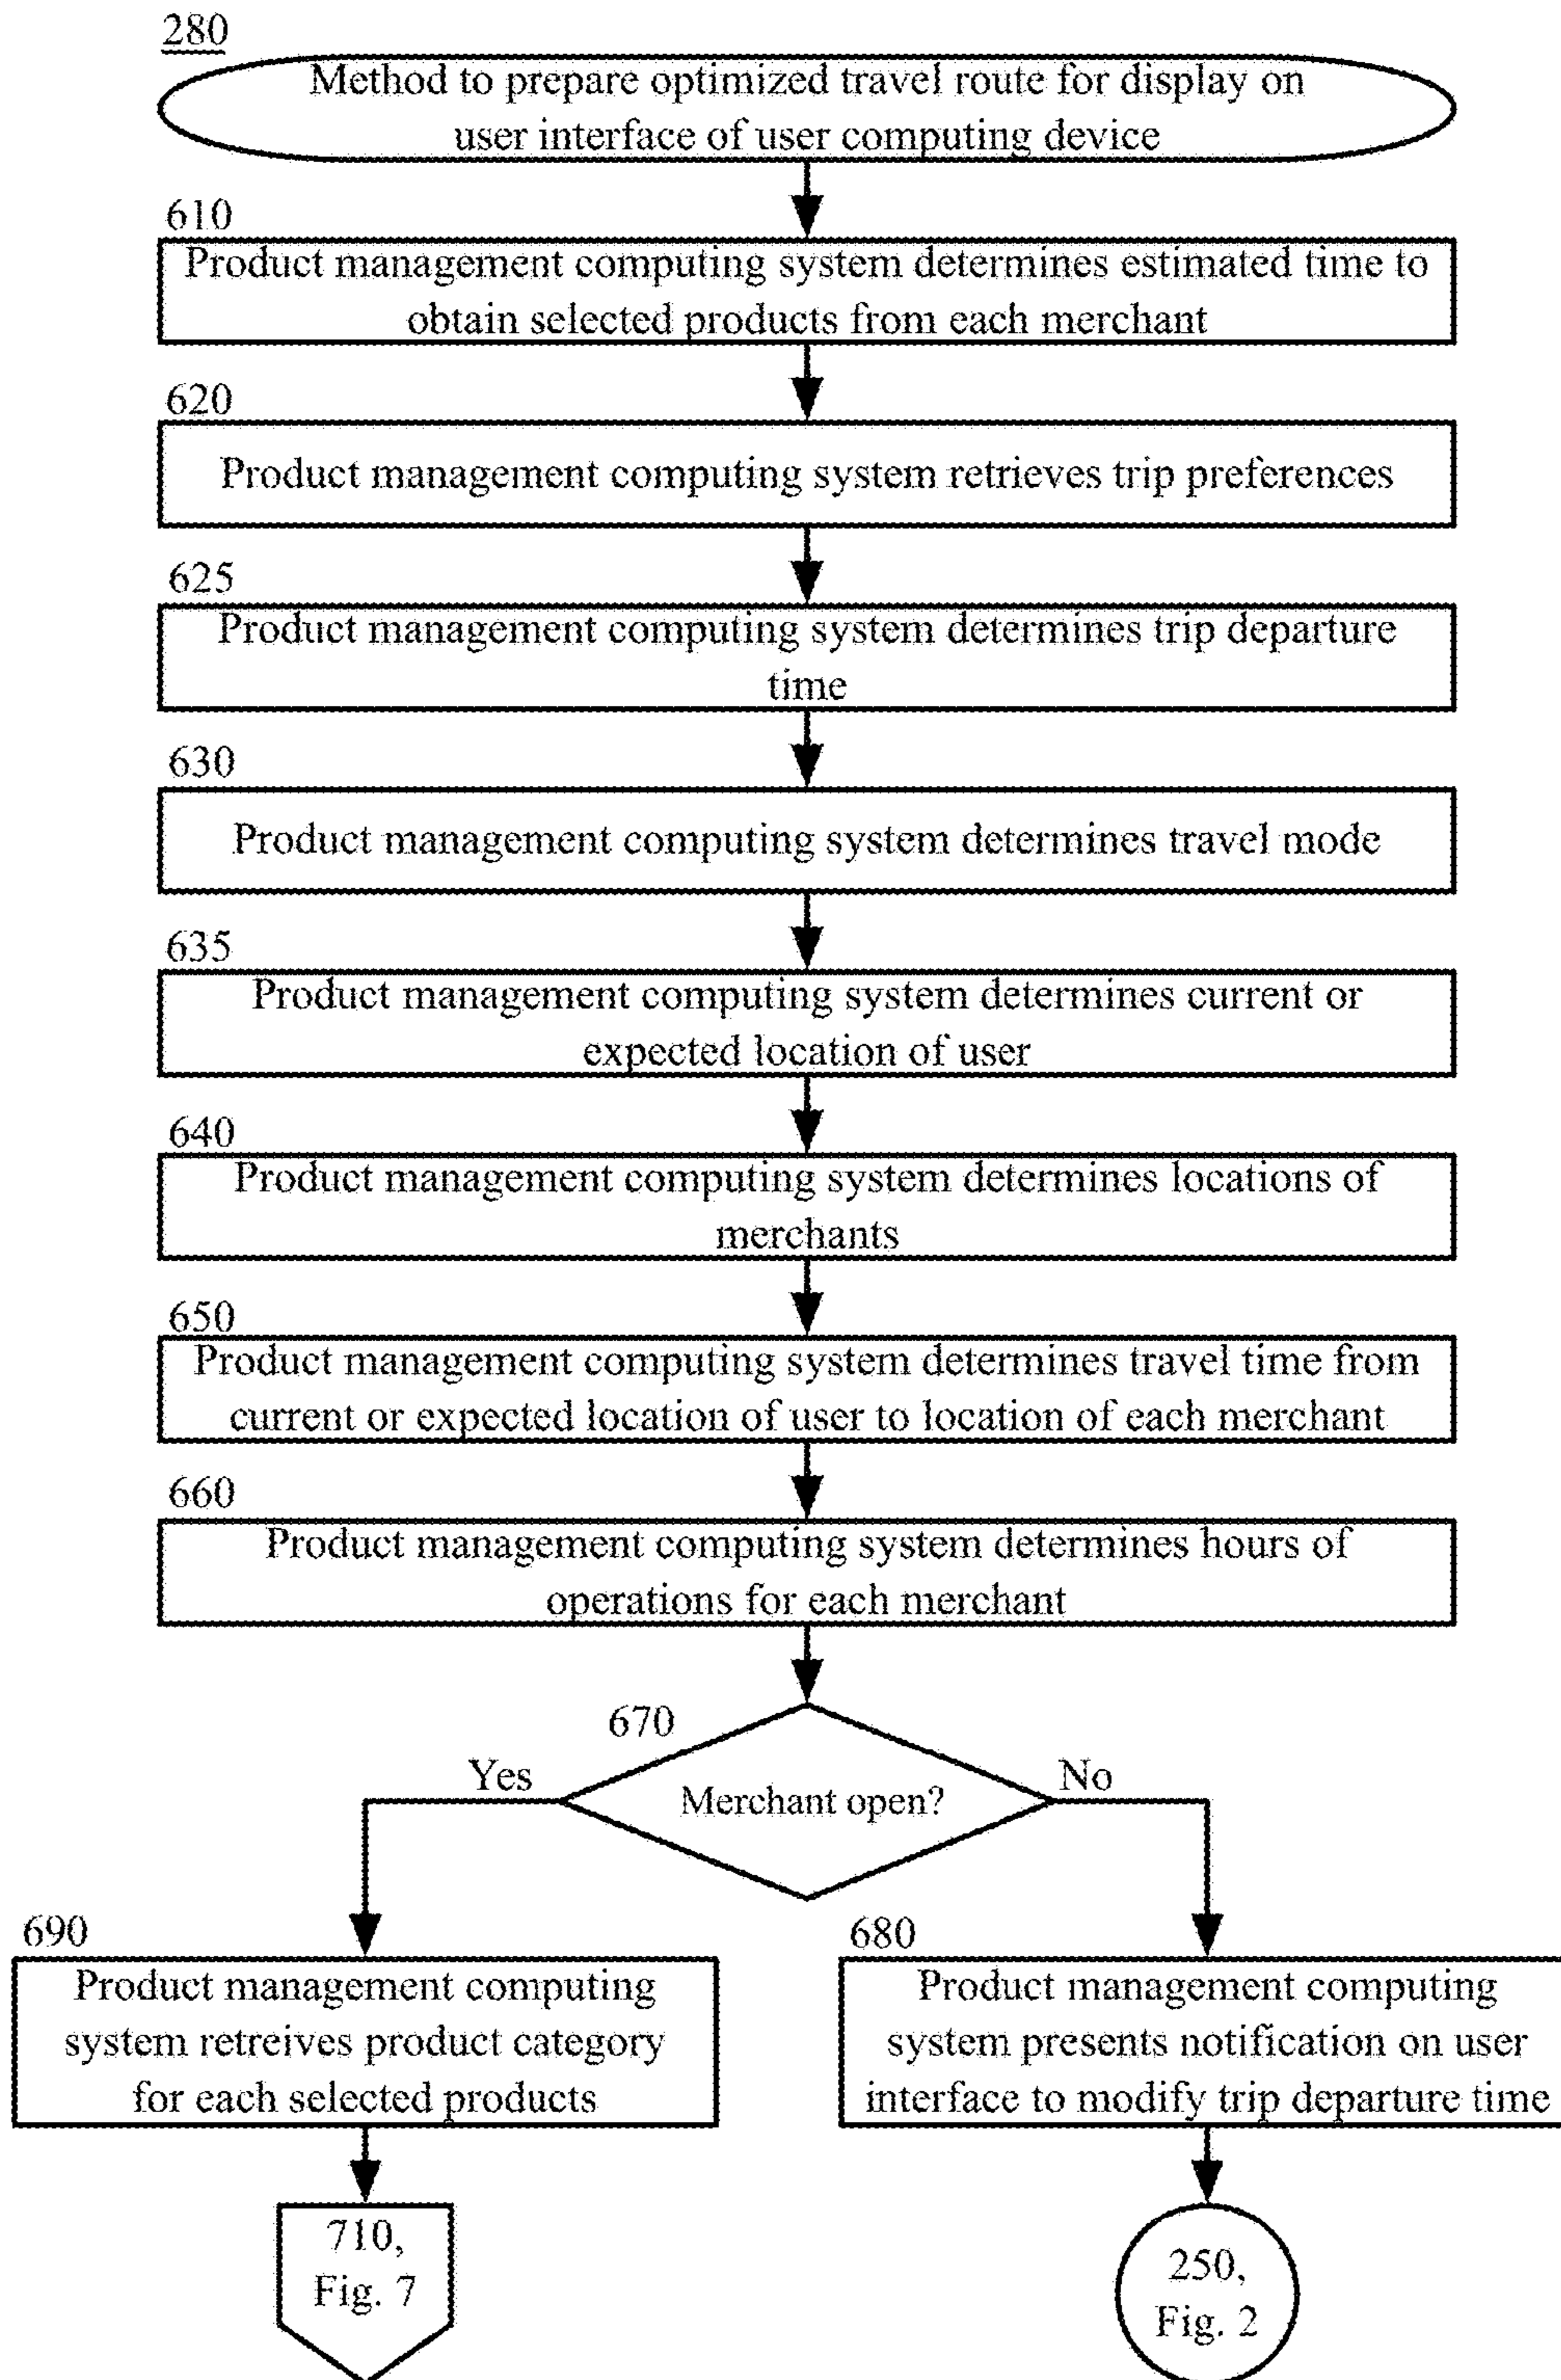 280
Method to prepare optimized travel route for display on
user interface of user computing device
610
Product management computing system determines estimated time to
obtain selected products from each merchant
620
Product management computing system retrieves trip preferences
625
Product management computing system determines trip departure
time
630
Product management computing system determines travel mode
635
Product management computing system determines current or
expected location of user
640
Product management computing system determines locations of
merchants
650
Product management computing system determines travel time from
current or expected location of user to location of each merchant
660
Product management computing system determines hours of
operations for each merchant
670
Merchant open?
Yes
No
690
Product management computing
system retreives product category
for each selected products
680
Product management computing
system presents notification on user
interface to modify trip departure time
710,
Fig. 7
250,
Fig. 2